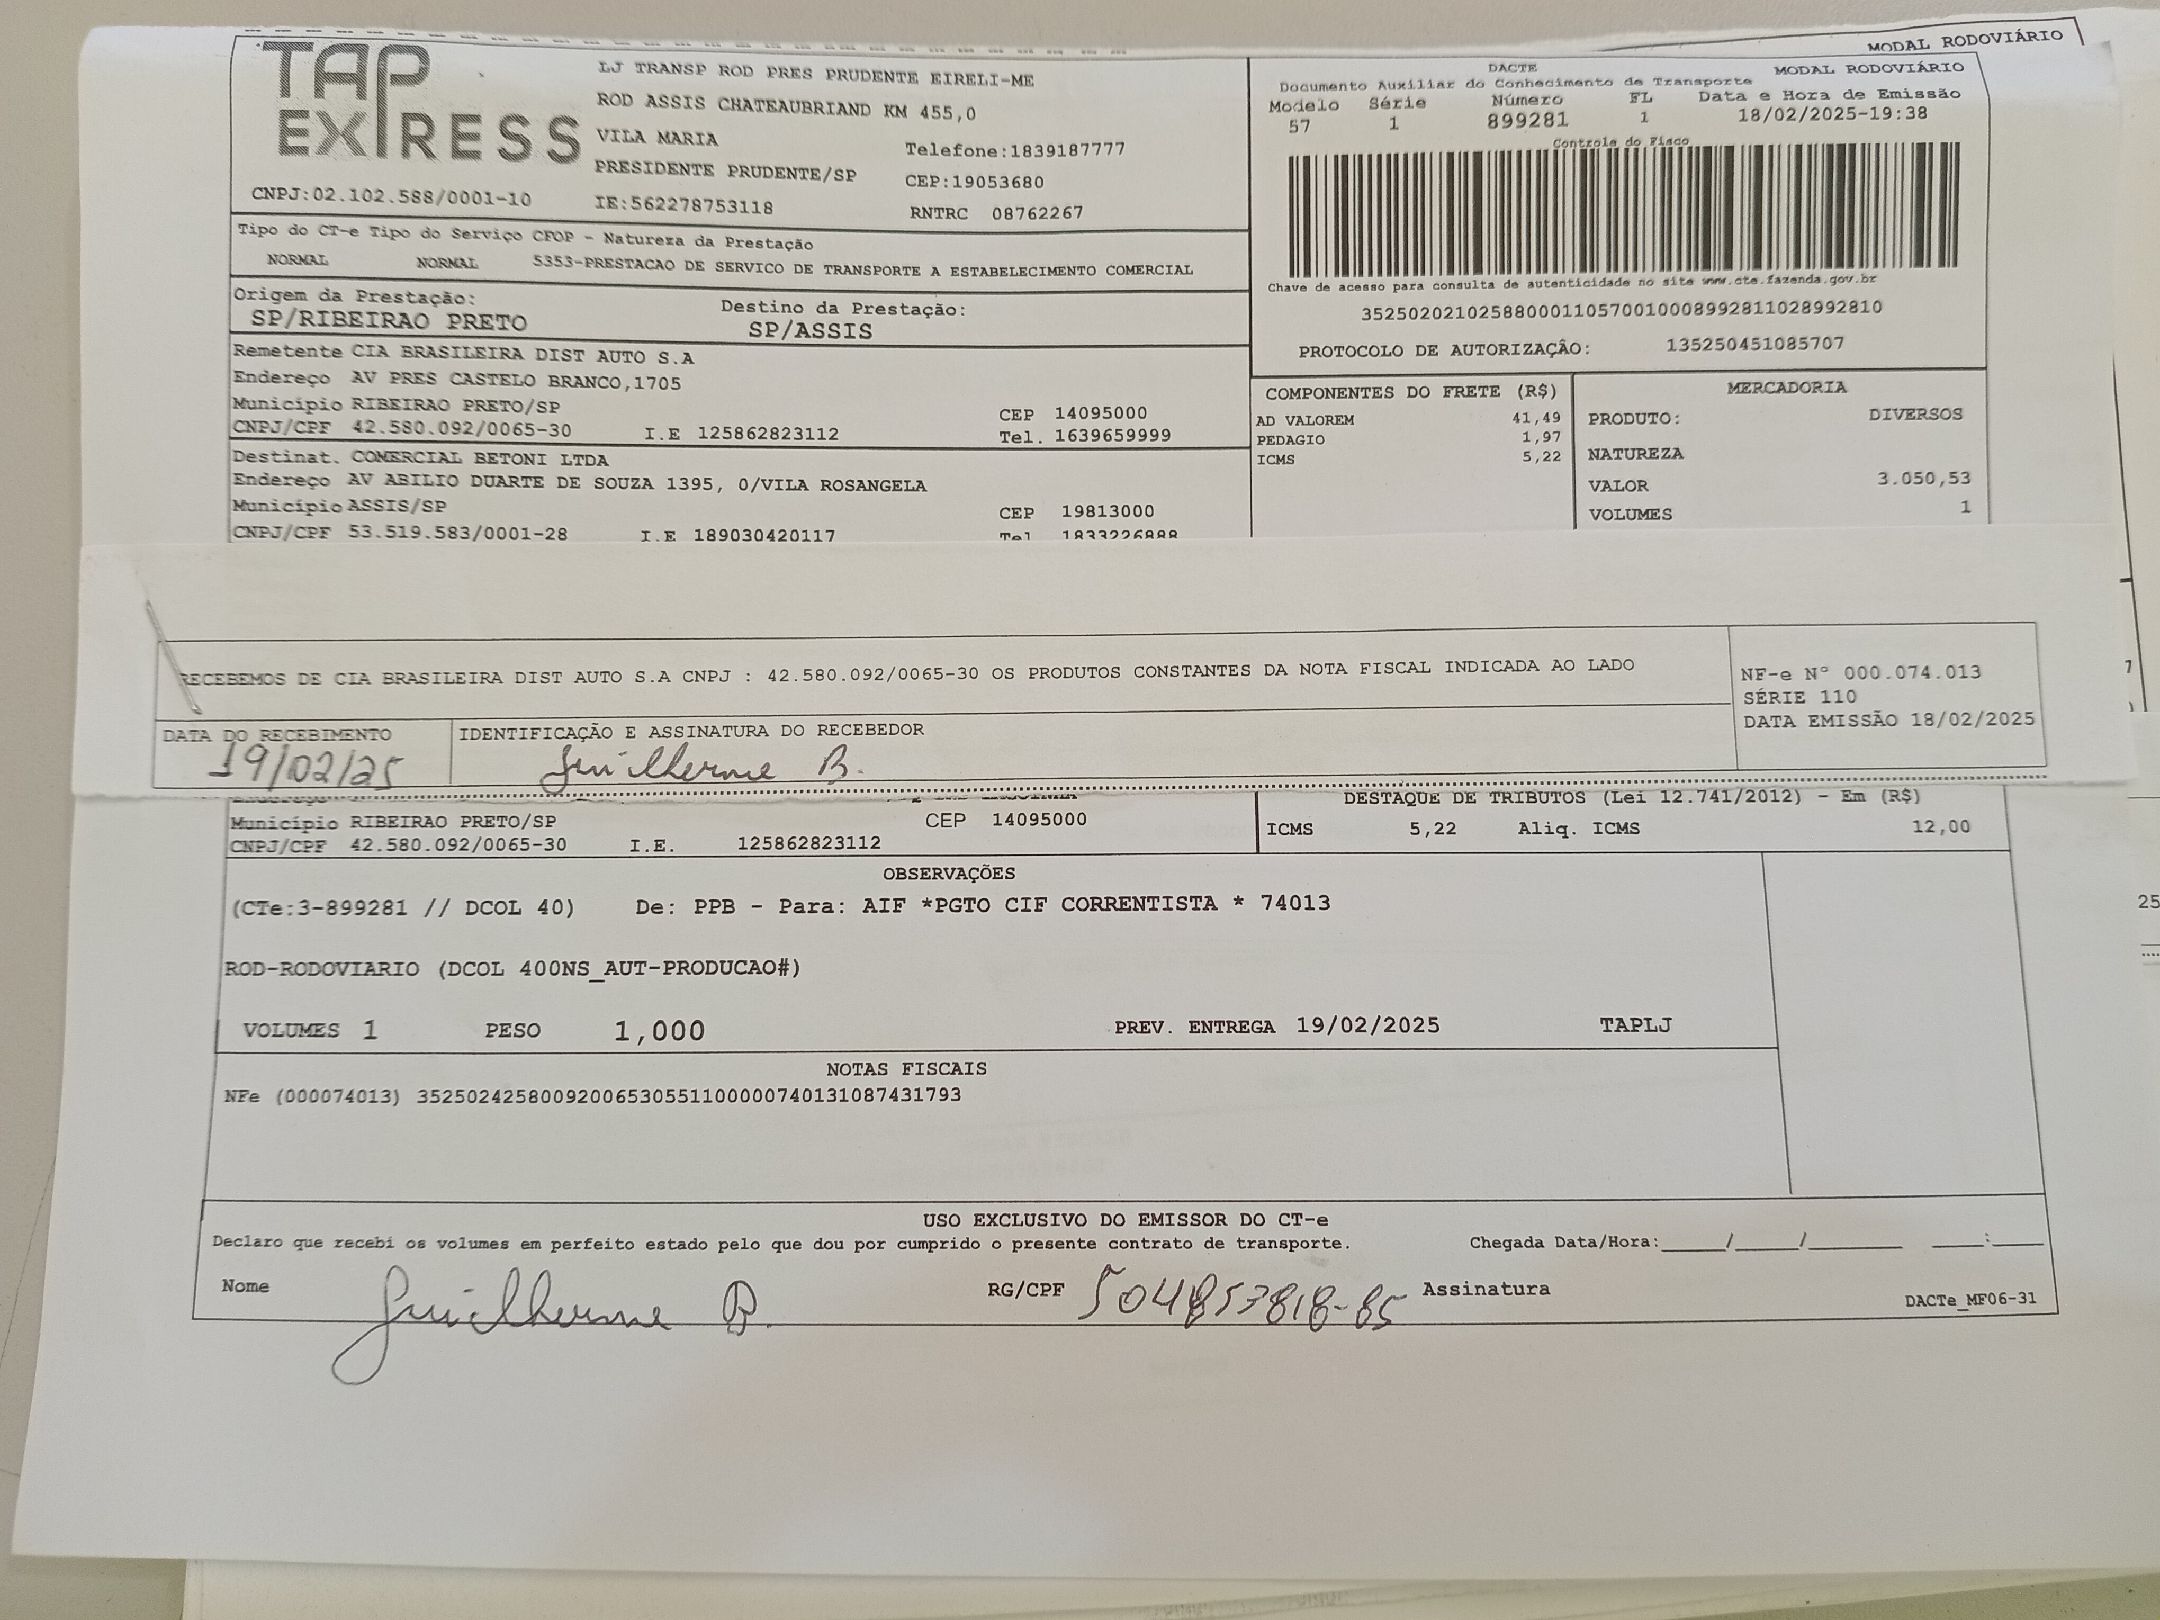 MODAL RODOVIÁRIO
TAP EXPRESS
CNPJ:02.102.588/0001-10
LJ TRANSP ROD PRES PRUDENTE EIRELI-ME
ROD ASSIS CHATEAUBRIAND KM 455,0
VILA MARIA
Telefone:1839187777
PRESIDENTE PRUDENTE/SP
CEP:19053680
IE:562278753118
RNTRC 08762267
DACTE
MODAL RODOVIÁRIO
Documento Auxiliar do Conhecimento de Transporte
Modelo Série Número FL Data e Hora de Emissão
57 1 899281 1 18/02/2025-19:38
Controle do Fisco
Chave de acesso para consulta de autenticidade no site www.cte.fazenda.gov.br
35250202102588000110570010008992811028992810
PROTOCOLO DE AUTORIZAÇÃO: 135250451085707
Tipo do CT-e Tipo do Serviço CFOP - Natureza da Prestação
NORMAL NORMAL 5353-PRESTACAO DE SERVICO DE TRANSPORTE A ESTABELECIMENTO COMERCIAL
Origem da Prestação: Destino da Prestação:
SP/RIBEIRAO PRETO SP/ASSIS
Remetente CIA BRASILEIRA DIST AUTO S.A
Endereço AV PRES CASTELO BRANCO,1705
Município RIBEIRAO PRETO/SP CEP 14095000
CNPJ/CPF 42.580.092/0065-30 I.E 125862823112 Tel. 1639659999
Destinat. COMERCIAL BETONI LTDA
Endereço AV ABILIO DUARTE DE SOUZA 1395, 0/VILA ROSANGELA
Município ASSIS/SP CEP 19813000
CNPJ/CPF 53.519.583/0001-28 I.E 189030420117 Tel 1833226888
COMPONENTES DO FRETE (R$)
AD VALOREM 41,49
PEDAGIO 1,97
ICMS 5,22
MERCADORIA
PRODUTO: DIVERSOS
NATUREZA
VALOR 3.050,53
VOLUMES 1
RECEBEMOS DE CIA BRASILEIRA DIST AUTO S.A CNPJ : 42.580.092/0065-30 OS PRODUTOS CONSTANTES DA NOTA FISCAL INDICADA AO LADO
NF-e N° 000.074.013
SÉRIE 110
DATA EMISSÃO 18/02/2025
DATA DO RECEBIMENTO IDENTIFICAÇÃO E ASSINATURA DO RECEBEDOR
19/02/25 Guilherme B.
Município RIBEIRAO PRETO/SP CEP 14095000
CNPJ/CPF 42.580.092/0065-30 I.E. 125862823112
DESTAQUE DE TRIBUTOS (Lei 12.741/2012) - Em (R$)
ICMS 5,22 Aliq. ICMS 12,00
OBSERVAÇÕES
(CTe:3-899281 // DCOL 40) De: PPB - Para: AIF *PGTO CIF CORRENTISTA * 74013
ROD-RODOVIARIO (DCOL 400NS_AUT-PRODUCAO#)
VOLUMES 1 PESO 1,000 PREV. ENTREGA 19/02/2025 TAPLJ
NOTAS FISCAIS
NFe (000074013) 35250242580092006530551100000740131087431793
USO EXCLUSIVO DO EMISSOR DO CT-e
Declaro que recebi os volumes em perfeito estado pelo que dou por cumprido o presente contrato de transporte. Chegada Data/Hora:____/____/______ ____:____
Nome Guilherme B. RG/CPF 504853818-85 Assinatura
DACTe_MF06-31
25